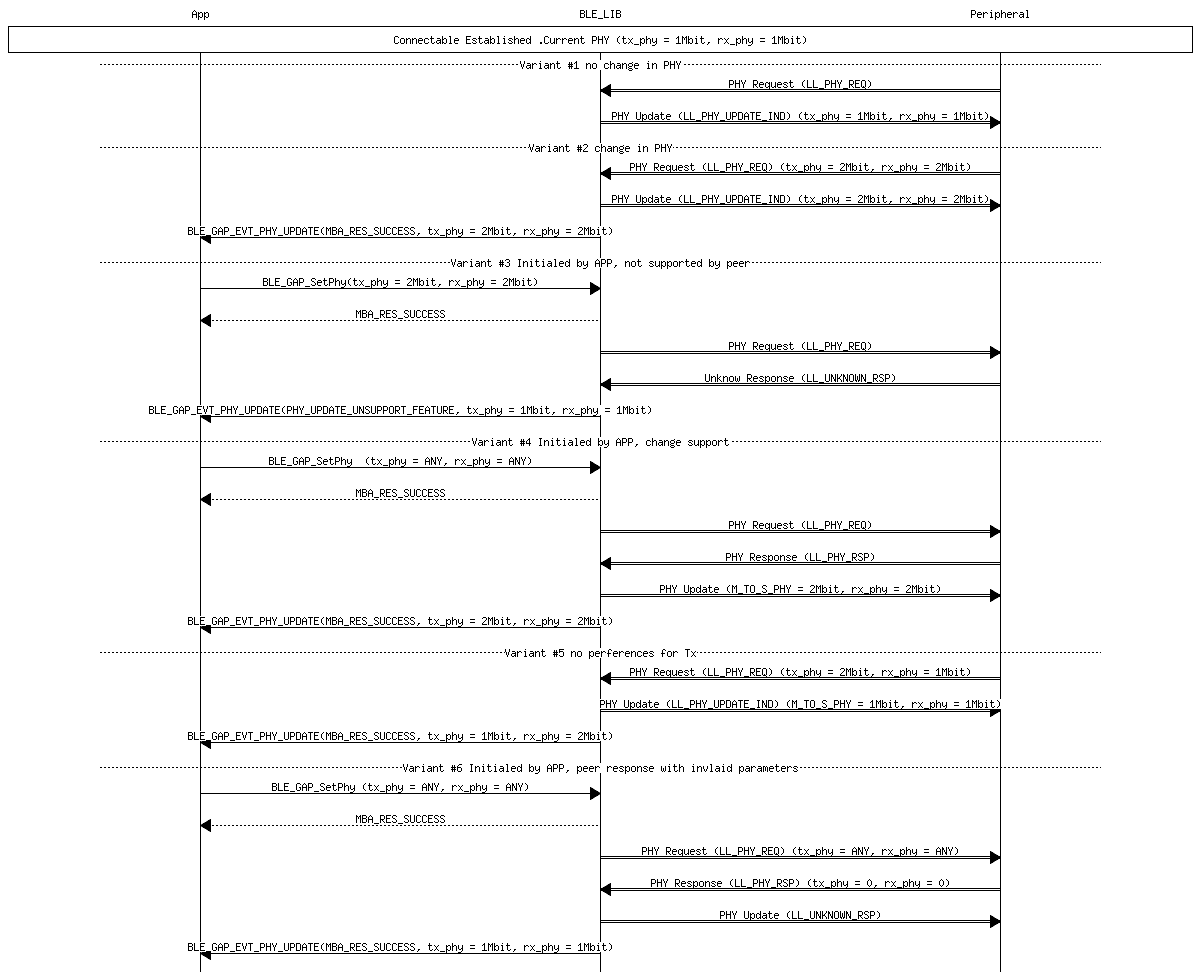 App BLE_LIB Peripheral
Connectable Established .Current PHY (tx_phy = 1Mbit, rx_phy = 1Mbit)
Variant #1 no change in PHY
PHY Request (LL_PHY_REQ)
PHY Update (LL_PHY_UPDATE_IND) (tx_phy = 1Mbit, rx_phy = 1Mbit)
Variant #2 change in PHY
PHY Request (LL_PHY_REQ) (tx_phy = 2Mbit, rx_phy = 2Mbit)
PHY Update (LL_PHY_UPDATE_IND) (tx_phy = 2Mbit, rx_phy = 2Mbit)
BLE_GAP_EVT_PHY_UPDATE(MBA_RES_SUCCESS, tx_phy = 2Mbit, rx_phy = 2Mbit)
Variant #3 Initialed by APP, not supported by peer
BLE_GAP_SetPhy(tx_phy = 2Mbit, rx_phy = 2Mbit)
MBA_RES_SUCCESS
PHY Request (LL_PHY_REQ)
Unknow Response (LL_UNKNOWN_RSP)
BLE_GAP_EVT_PHY_UPDATE(PHY_UPDATE_UNSUPPORT_FEATURE, tx_phy = 1Mbit, rx_phy = 1Mbit)
Variant #4 Initialed by APP, change support
BLE_GAP_SetPhy  (tx_phy = ANY, rx_phy = ANY)
MBA_RES_SUCCESS
PHY Request (LL_PHY_REQ)
PHY Response (LL_PHY_RSP)
PHY Update (M_TO_S_PHY = 2Mbit, rx_phy = 2Mbit)
BLE_GAP_EVT_PHY_UPDATE(MBA_RES_SUCCESS, tx_phy = 2Mbit, rx_phy = 2Mbit)
Variant #5 no perferences for Tx
PHY Request (LL_PHY_REQ) (tx_phy = 2Mbit, rx_phy = 1Mbit)
PHY Update (LL_PHY_UPDATE_IND) (M_TO_S_PHY = 1Mbit, rx_phy = 1Mbit)
BLE_GAP_EVT_PHY_UPDATE(MBA_RES_SUCCESS, tx_phy = 1Mbit, rx_phy = 2Mbit)
Variant #6 Initialed by APP, peer response with invlaid parameters
BLE_GAP_SetPhy (tx_phy = ANY, rx_phy = ANY)
MBA_RES_SUCCESS
PHY Request (LL_PHY_REQ) (tx_phy = ANY, rx_phy = ANY)
PHY Response (LL_PHY_RSP) (tx_phy = 0, rx_phy = 0)
PHY Update (LL_UNKNOWN_RSP)
BLE_GAP_EVT_PHY_UPDATE(MBA_RES_SUCCESS, tx_phy = 1Mbit, rx_phy = 1Mbit)